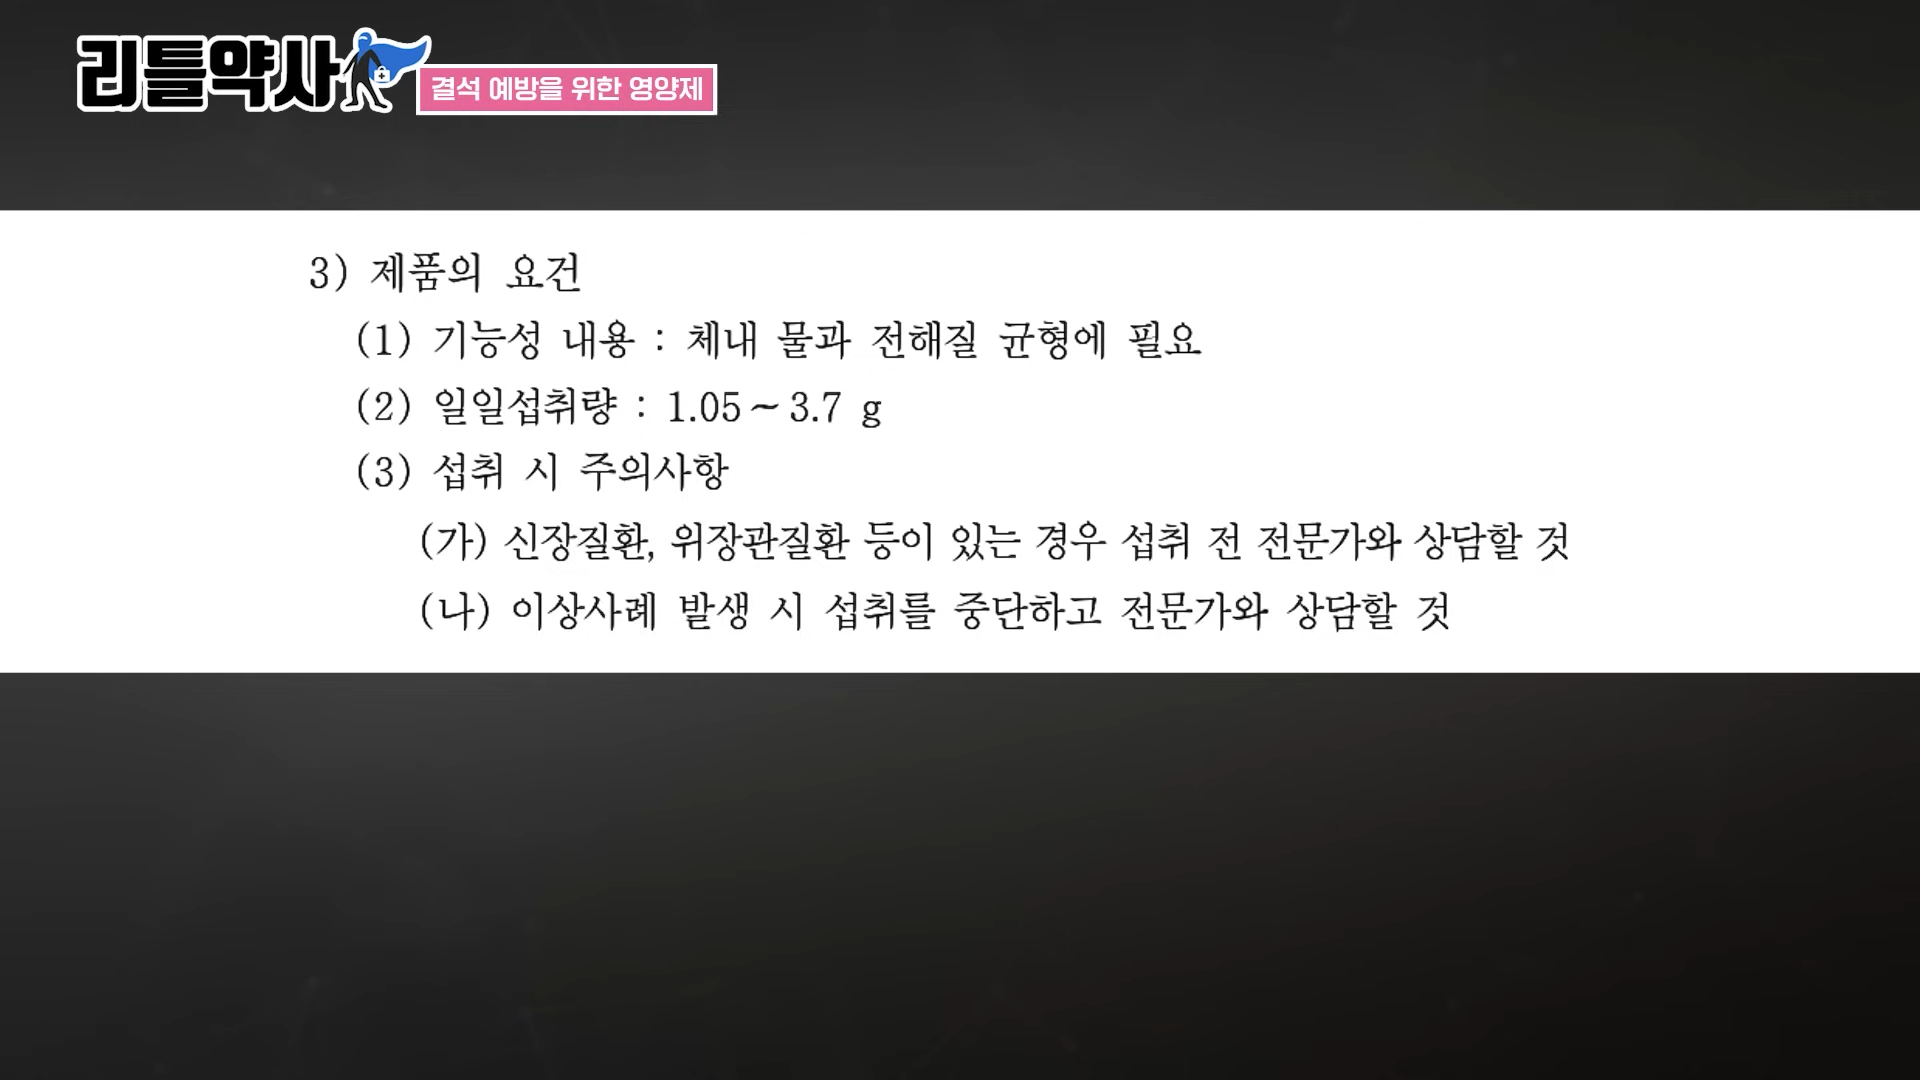 리틀약사
결석 예방을 위한 영양제
3) 제품의 요건
(1) 기능성 내용 : 체내 물과 전해질 균형에 필요
(2) 일일섭취량 : 1.05 ~ 3.7 g
(3) 섭취 시 주의사항
(가) 신장질환, 위장관질환 등이 있는 경우 섭취 전 전문가와 상담할 것
(나) 이상사례 발생 시 섭취를 중단하고 전문가와 상담할 것